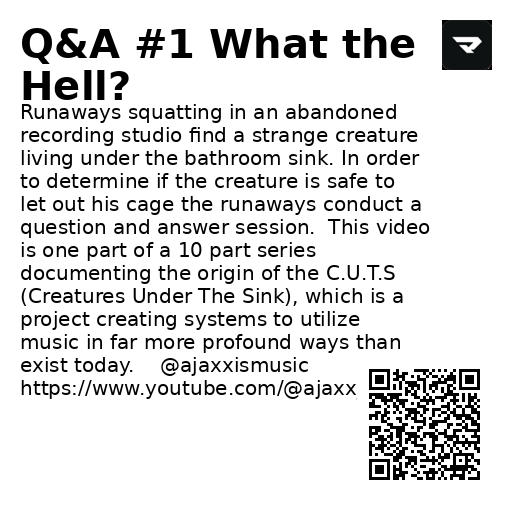 Q&A #1 What the
Hell?
Runaways squatting in an abandoned
recording studio find a strange creature
living under the bathroom sink. In order
to determine if the creature is safe to
let out his cage the runaways conduct a
question and answer session.  This video
is one part of a 10 part series
documenting the origin of the C.U.T.S
(Creatures Under The Sink), which is a
project creating systems to utilize
music in far more profound ways than
exist today.    @ajaxxismusic
https://www.youtube.com/@ajaxx